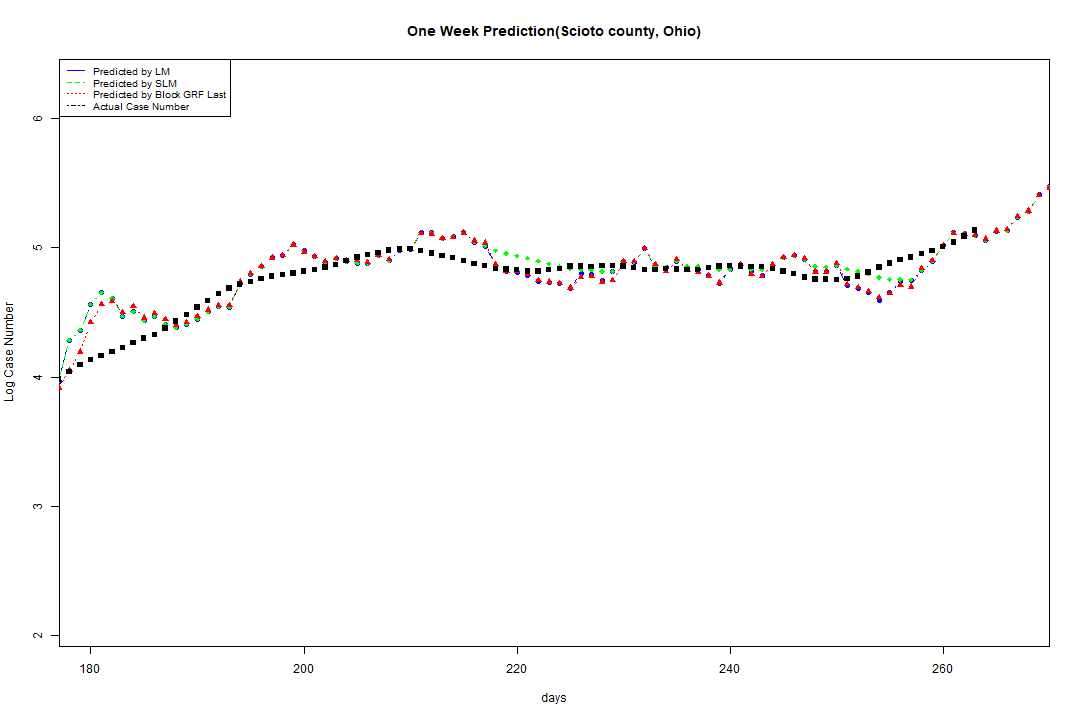 One Week Prediction(Scioto county, Ohio)
Predicted by LM
Predicted by SLM
Predicted by Block GRF Last
Actual Case Number
6
5
4
3
2
Log Case Number
180 200 220 240 260
days